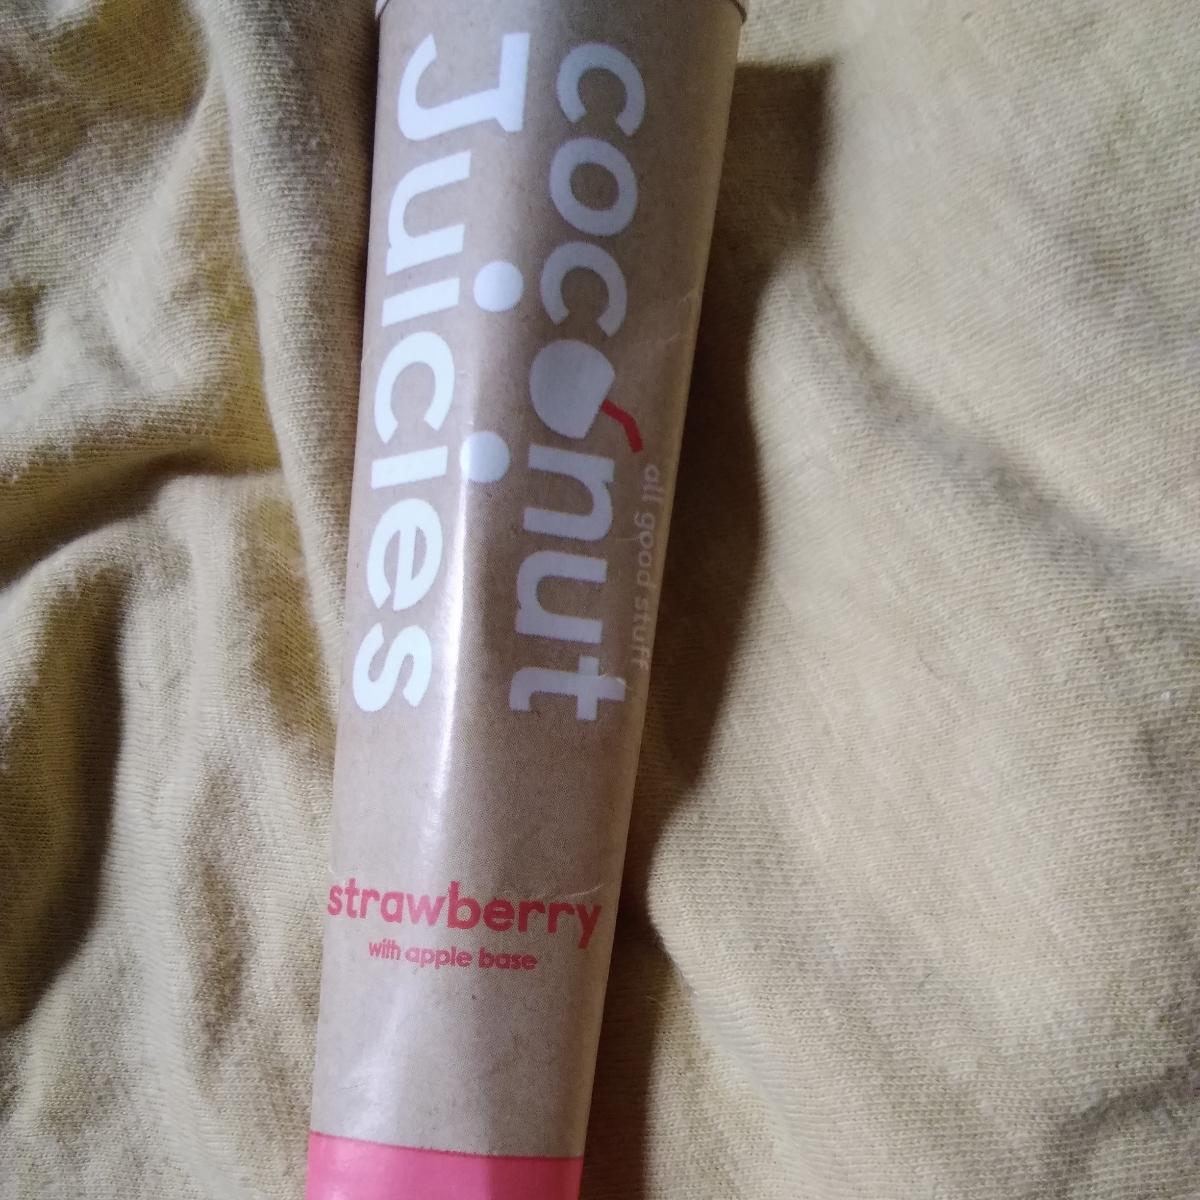 coconut
Juicies
all good stuff
strawberry
with apple base